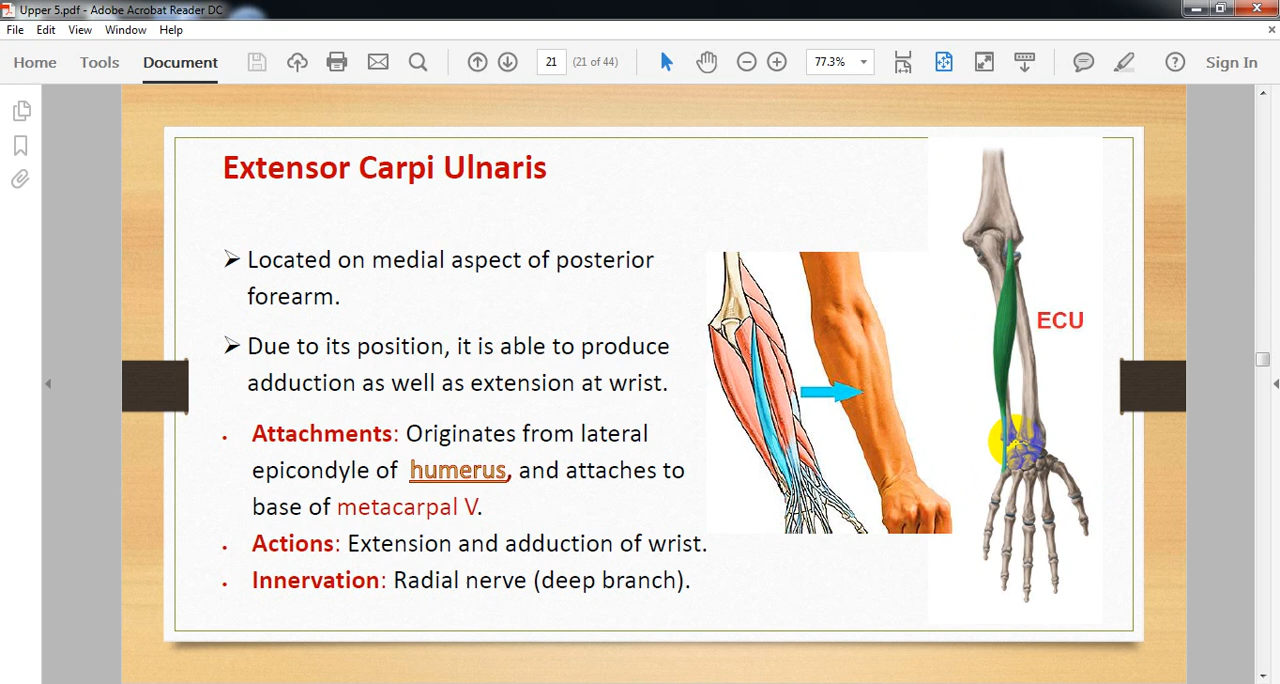 Upper 5.pdf - Adobe Acrobat Reader DC
File Edit View Window Help
Home Tools Document 21 (21 of 44) 77.3% Sign In
Extensor Carpi Ulnaris
➢ Located on medial aspect of posterior
forearm.
➢ Due to its position, it is able to produce
adduction as well as extension at wrist.
• Attachments: Originates from lateral
epicondyle of humerus, and attaches to
base of metacarpal V.
• Actions: Extension and adduction of wrist.
• Innervation: Radial nerve (deep branch).
ECU